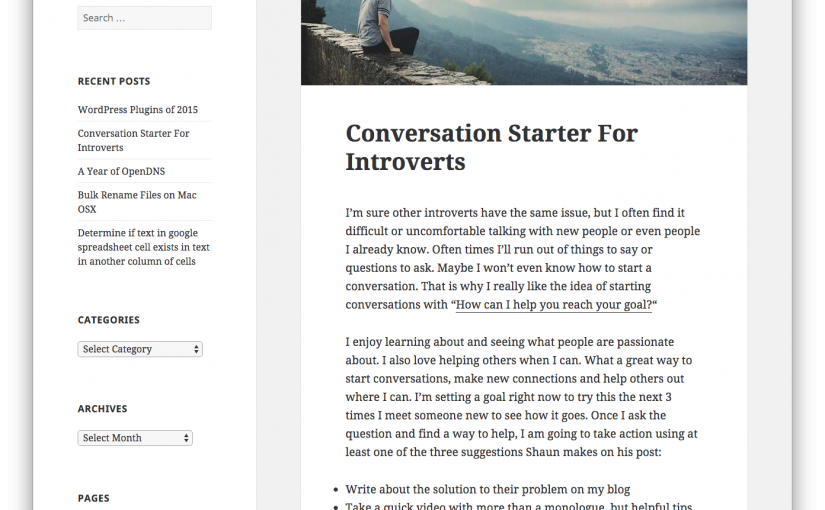 Search …
RECENT POSTS
WordPress Plugins of 2015
Conversation Starter For
Introverts
A Year of OpenDNS
Bulk Rename Files on Mac
OSX
Determine if text in google
spreadsheet cell exists in text
in another column of cells
CATEGORIES
Select Category
ARCHIVES
Select Month
PAGES
Conversation Starter For
Introverts
I’m sure other introverts have the same issue, but I often find it
difficult or uncomfortable talking with new people or even people
I already know. Often times I’ll run out of things to say or
questions to ask. Maybe I won’t even know how to start a
conversation. That is why I really like the idea of starting
conversations with “How can I help you reach your goal?“
I enjoy learning about and seeing what people are passionate
about. I also love helping others when I can. What a great way to
start conversations, make new connections and help others out
where I can. I’m setting a goal right now to try this the next 3
times I meet someone new to see how it goes. Once I ask the
question and find a way to help, I am going to take action using at
least one of the three suggestions Shaun makes on his post:
• Write about the solution to their problem on my blog
• Take a quick video with more than a monologue, but helpful tips